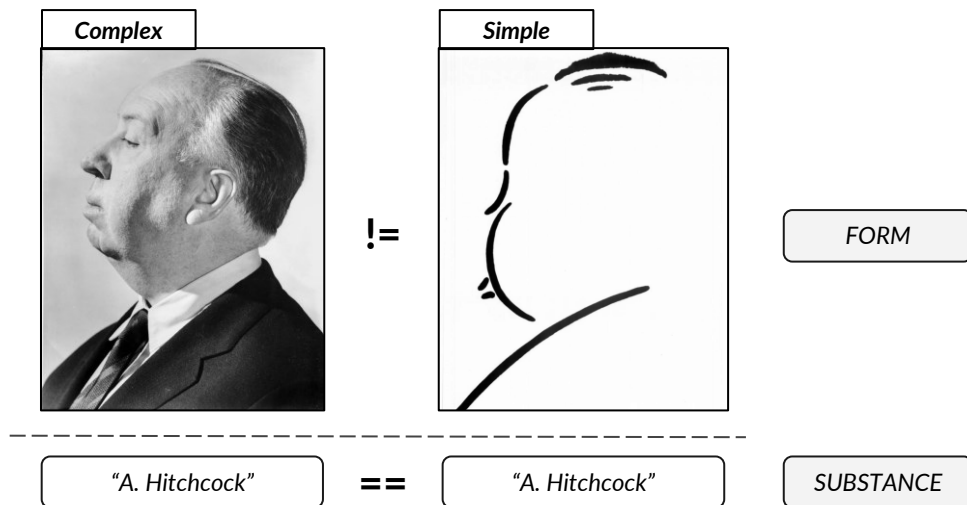 Complex
Simple
!=
FORM
“A. Hitchcock”
==
“A. Hitchcock”
SUBSTANCE